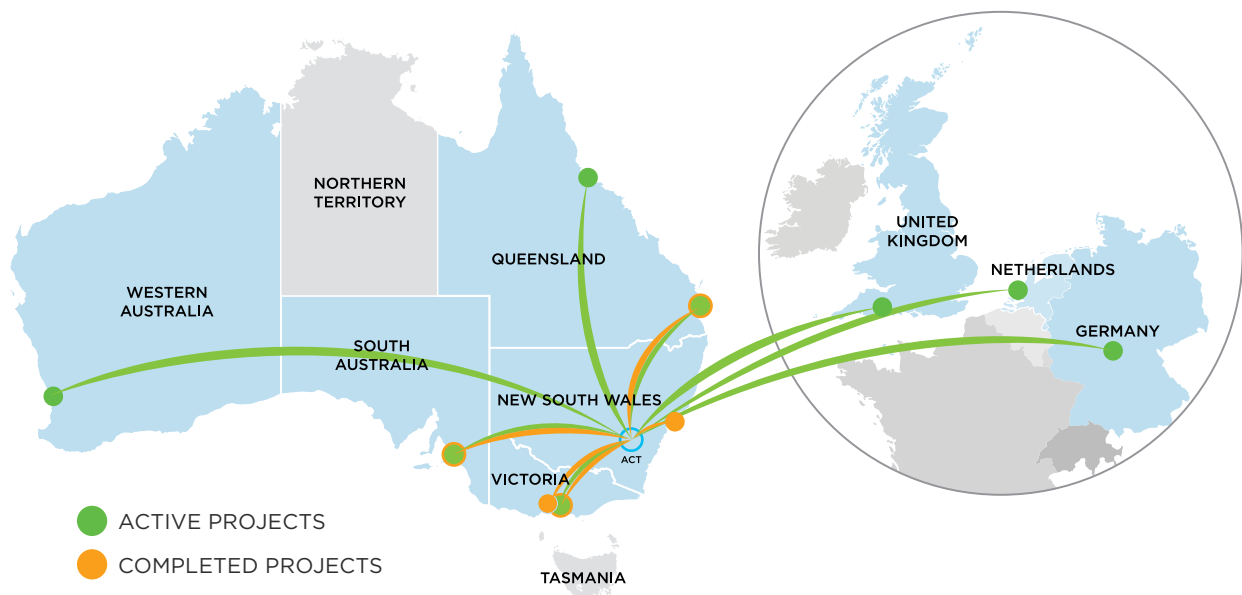 NORTHERN
TERRITORY
QUEENSLAND
WESTERN
AUSTRALIA
SOUTH
AUSTRALIA
NEW SOUTH WALES
ACT
VICTORIA
TASMANIA
UNITED
KINGDOM
NETHERLANDS
GERMANY
ACTIVE PROJECTS
COMPLETED PROJECTS